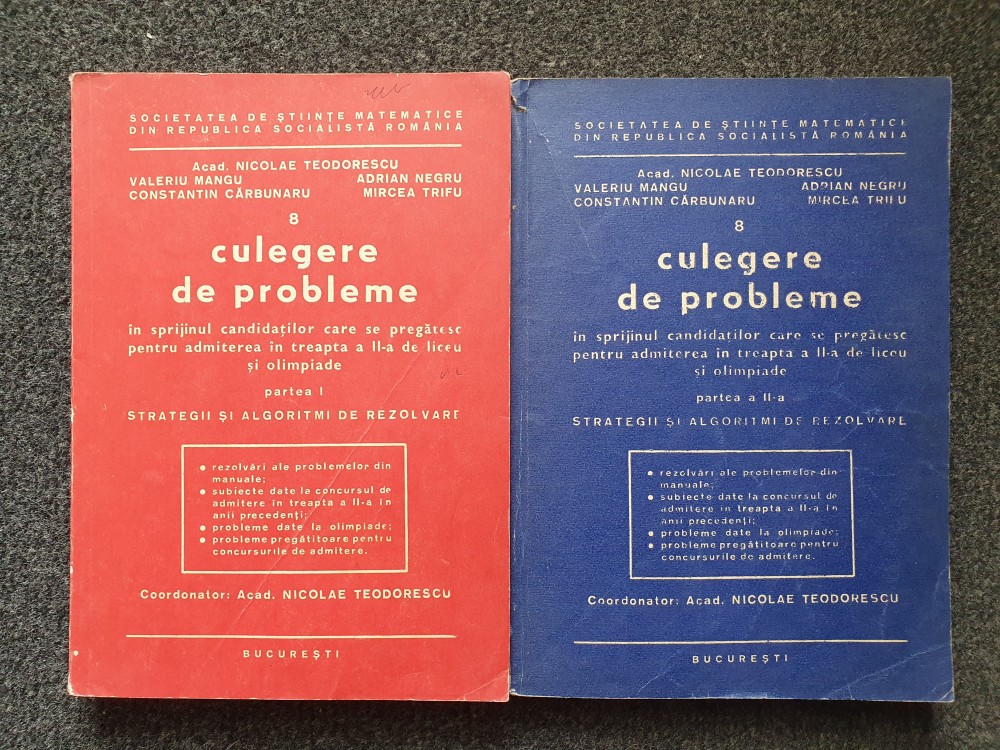 SOCIETATEA DE ȘTIINȚE MATEMATICE
DIN REPUBLICA SOCIALISTĂ ROMÂNIA
Acad. NICOLAE TEODORESCU
VALERIU MANGU ADRIAN NEGRU
CONSTANTIN CĂRBUNARU MIRCEA TRIFU
8
culegere
de probleme
în sprijinul candidaților care se pregătesc
pentru admiterea în treapta a II-a de liceu
și olimpiade
partea I
STRATEGII ȘI ALGORITMI DE REZOLVARE
• rezolvări ale problemelor din
manuale;
• subiecte date la concursul de
admitere în treapta a II-a în
anii precedenți;
• probleme date la olimpiade;
• probleme pregătitoare pentru
concursurile de admitere.
Coordonator: Acad. NICOLAE TEODORESCU
BUCUREȘTI
SOCIETATEA DE ȘTIINȚE MATEMATICE
DIN REPUBLICA SOCIALISTĂ ROMÂNIA
Acad. NICOLAE TEODORESCU
VALERIU MANGU ADRIAN NEGRU
CONSTANTIN CĂRBUNARU MIRCEA TRIFU
8
culegere
de probleme
în sprijinul candidaților care se pregătesc
pentru admiterea în treapta a II-a de liceu
și olimpiade
partea a II-a
STRATEGII ȘI ALGORITMI DE REZOLVARE
• rezolvări ale problemelor din
manuale;
• subiecte date la concursul de
admitere în treapta a II-a în
anii precedenți;
• probleme date la olimpiade;
• probleme pregătitoare pentru
concursurile de admitere.
Coordonator: Acad. NICOLAE TEODORESCU
BUCUREȘTI